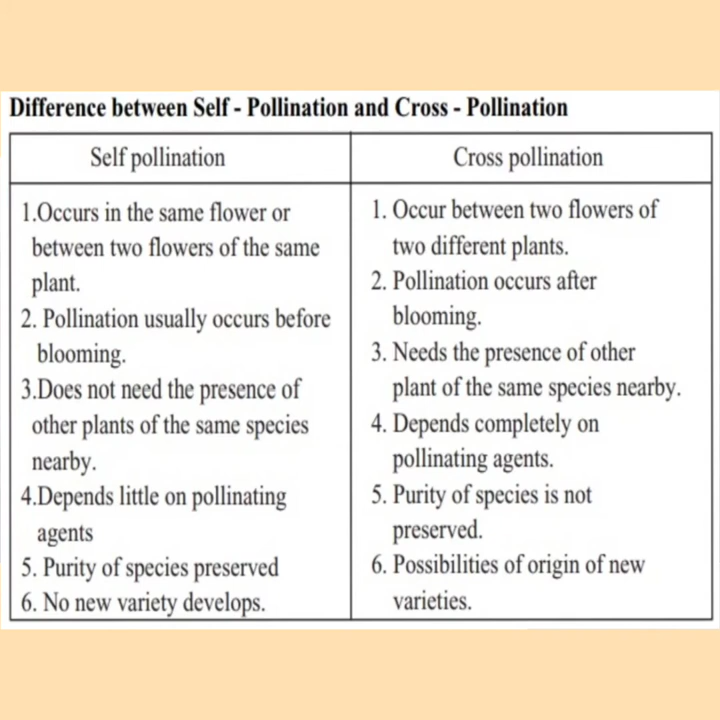 Difference between Self - Pollination and Cross - Pollination
Self pollination
1.Occurs in the same flower or
between two flowers of the same
plant.
2. Pollination usually occurs before
blooming.
3.Does not need the presence of
other plants of the same species
nearby.
4.Depends little on pollinating
agents
5. Purity of species preserved
6. No new variety develops.
Cross pollination
1. Occur between two flowers of
two different plants.
2. Pollination occurs after
blooming.
3. Needs the presence of other
plant of the same species nearby.
4. Depends completely on
pollinating agents.
5. Purity of species is not
preserved.
6. Possibilities of origin of new
varieties.